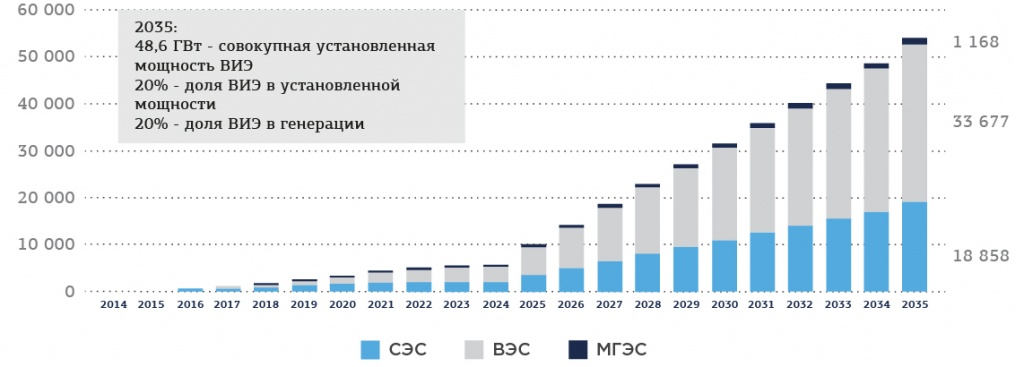 60 000
2035:
48,6 ГВт - совокупная установленная
мощность ВИЭ
20% - доля ВИЭ в установленной
мощности
20% - доля ВИЭ в генерации
50 000
1 168
40 000
33 677
30 000
20 000
10 000
18 858
0
2014 2015 2016 2017 2018 2019 2020 2021 2022 2023 2024 2025 2026 2027 2028 2029 2030 2031 2032 2033 2034 2035
СЭС ВЭС МГЭС